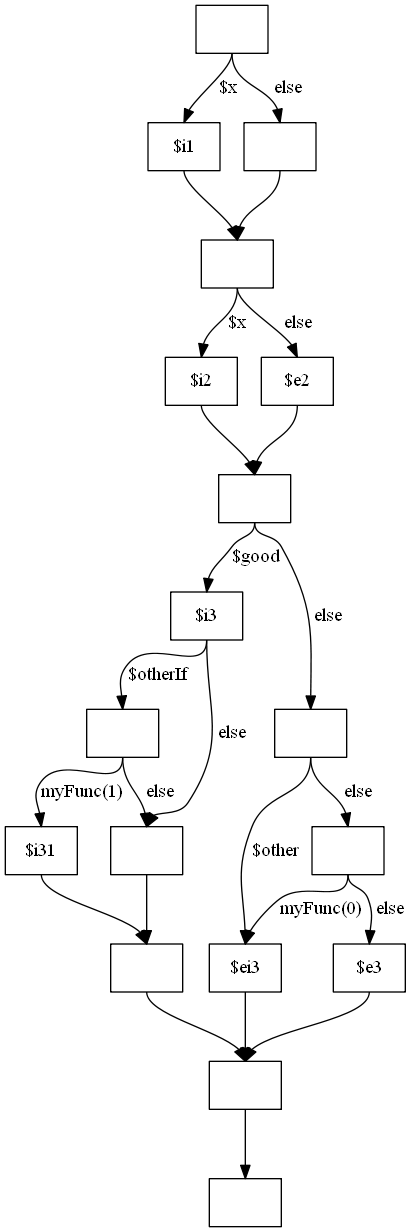 $x
else
$i1
$x
else
$i2
$e2
$good
$i3
else
$otherIf
else
myFunc(1)
else
else
$i31
$other
myFunc(0)
else
$ei3
$e3